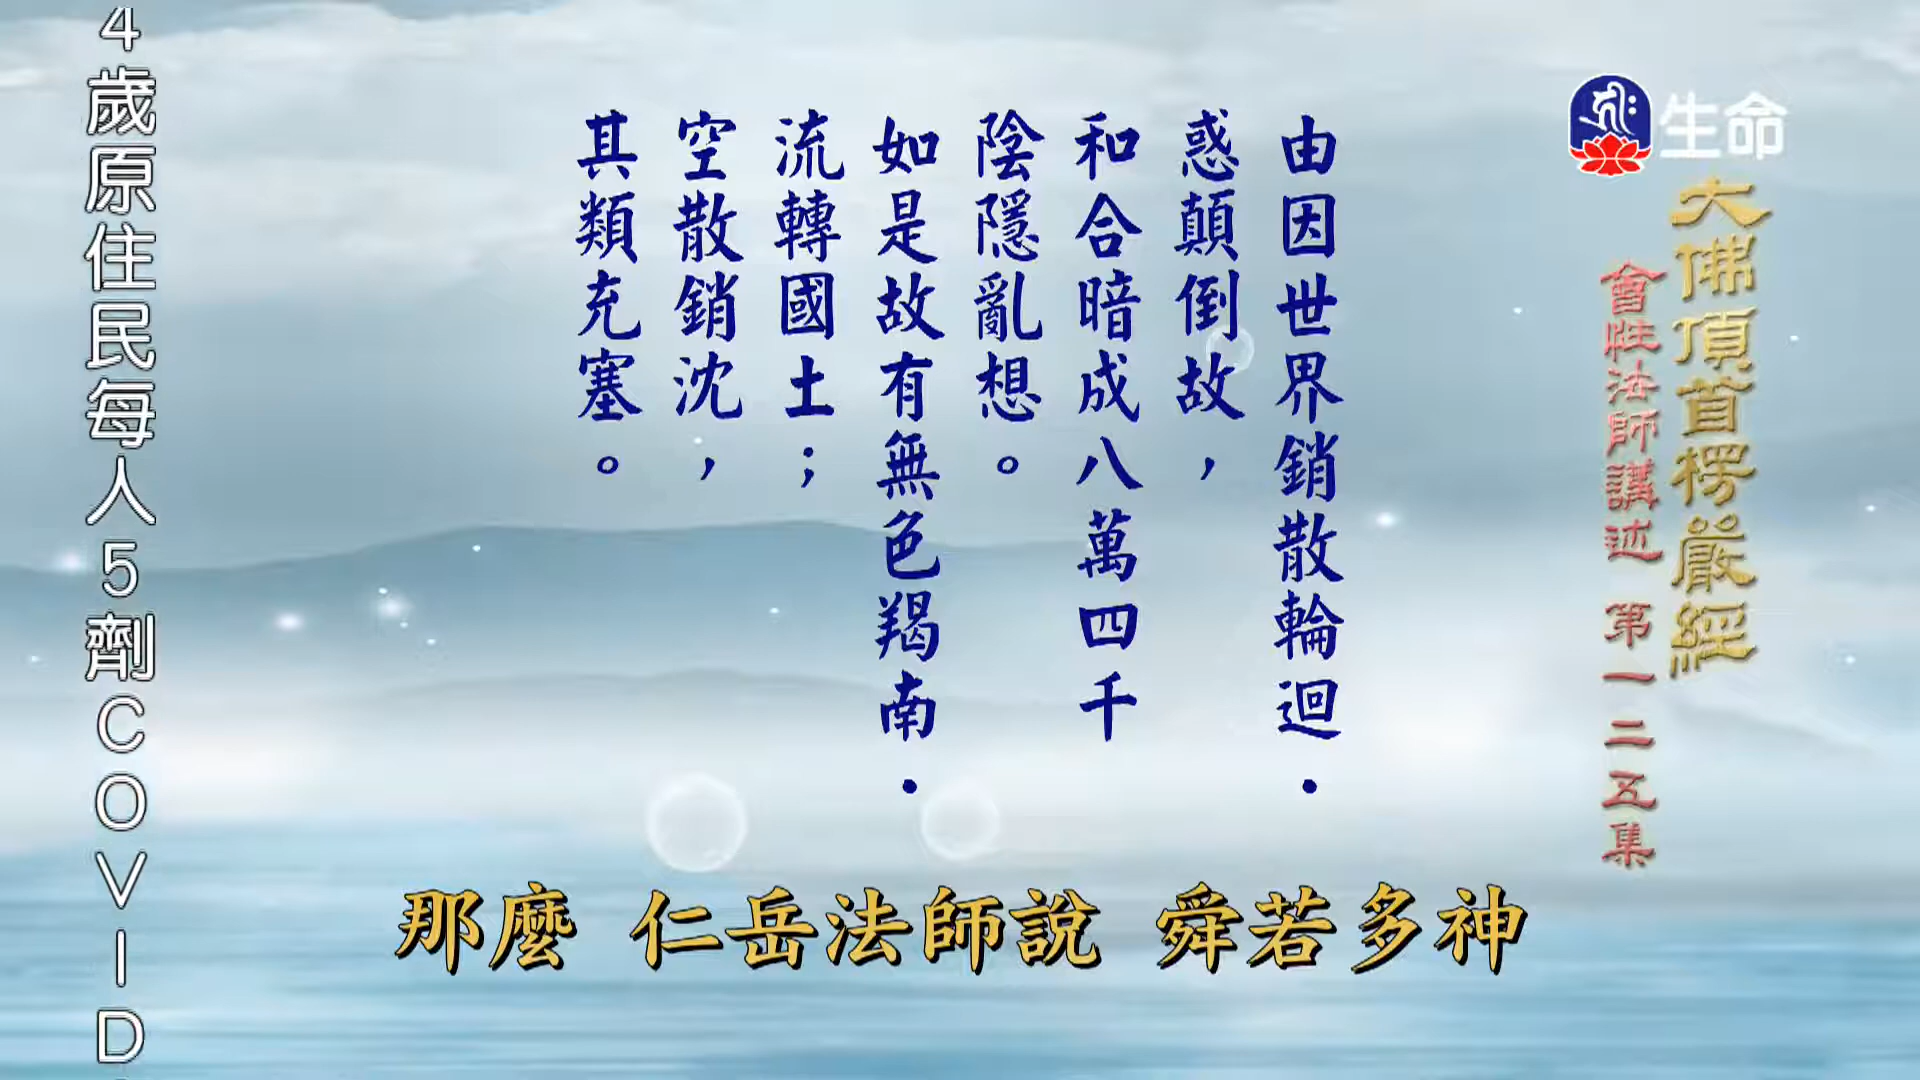 生命
大佛頂首楞嚴經
會性法師講述 第一二五集
由因世界銷散輪迴．
惑顛倒故，
和合暗成八萬四千
陰隱亂想。
如是故有無色羯南．
流轉國土；
空散銷沈，
其類充塞。
4歲原住民每人5劑COVID
那麼 仁岳法師說 舜若多神